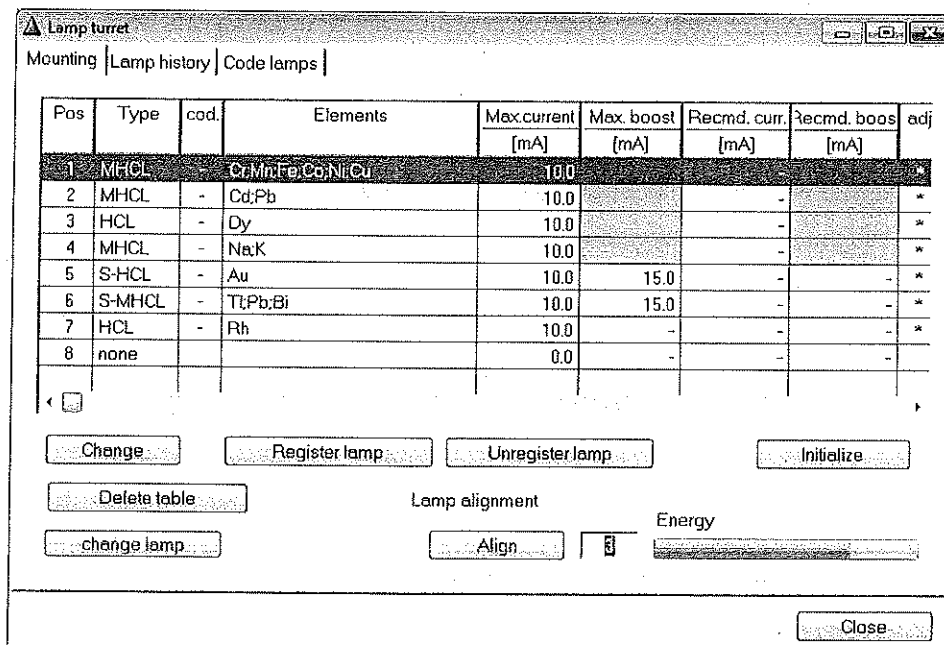 Lamp turret
Mounting Lamp history Code lamps
Pos Type cod. Elements Max.current Max. boost Recmd. curr. Recmd. boos adj
[mA] [mA] [mA] [mA]
1 MHCL - Cr;Mn;Fe;Co;Ni;Cu 10.0 - *
2 MHCL - Cd;Pb 10.0 - *
3 HCL - Dy 10.0 - *
4 MHCL - Na;K 10.0 - *
5 S-HCL - Au 10.0 15.0 - - *
6 S-MHCL - Tl;Pb;Bi 10.0 15.0 - - *
7 HCL - Rh 10.0 - - - *
8 none 0.0 - - -
Change Register lamp Unregister lamp Initialize
Delete table Lamp alignment
Energy
change lamp Align 3
Close